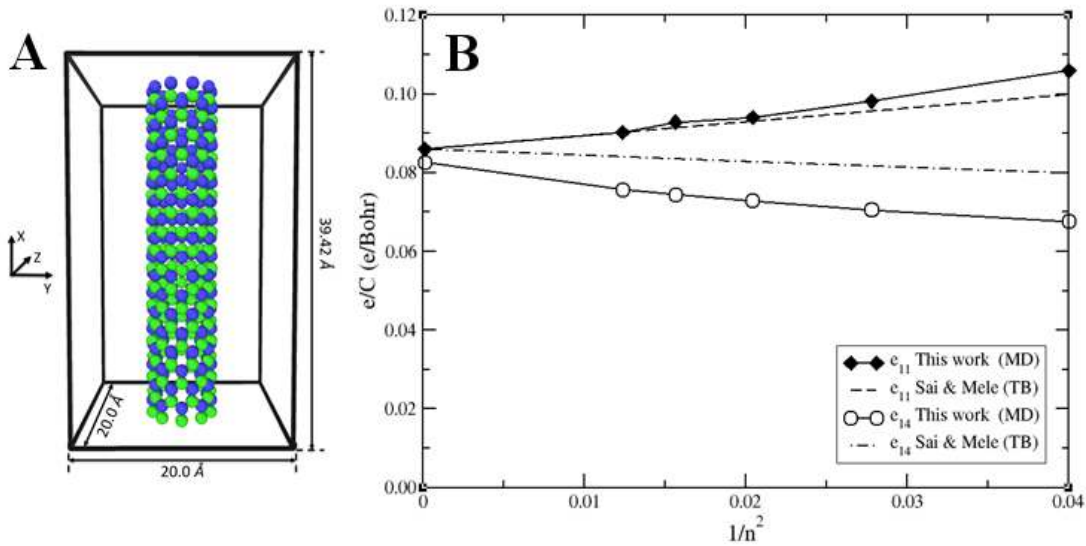 A
X
Z
Y
39.42 Å
20.0 Å
20.0 Å
B
0.12
0.10
0.08
0.06
0.04
0.02
0.00
e/C (e/Bohr)
0
0.01
0.02
0.03
0.04
1/n²
e₁₁ This work (MD)
e₁₁ Sai & Mele (TB)
e₁₄ This work (MD)
e₁₄ Sai & Mele (TB)